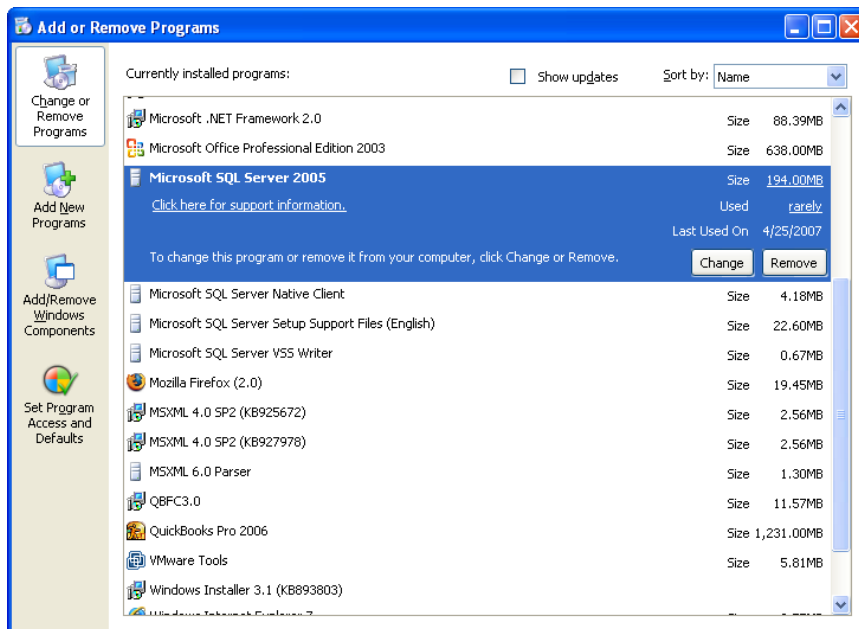 Add or Remove Programs
Change or
Remove
Programs
Add New
Programs
Add/Remove
Windows
Components
Set Program
Access and
Defaults
Currently installed programs:
Show updates
Sort by: Name
Microsoft .NET Framework 2.0 Size 88.39MB
Microsoft Office Professional Edition 2003 Size 638.00MB
Microsoft SQL Server 2005 Size 194.00MB
Click here for support information. Used rarely
Last Used On 4/25/2007
To change this program or remove it from your computer, click Change or Remove. Change Remove
Microsoft SQL Server Native Client Size 4.18MB
Microsoft SQL Server Setup Support Files (English) Size 22.60MB
Microsoft SQL Server VSS Writer Size 0.67MB
Mozilla Firefox (2.0) Size 19.45MB
MSXML 4.0 SP2 (KB925672) Size 2.56MB
MSXML 4.0 SP2 (KB927978) Size 2.56MB
MSXML 6.0 Parser Size 1.30MB
QBFC3.0 Size 11.57MB
QuickBooks Pro 2006 Size 1,231.00MB
VMware Tools Size 5.81MB
Windows Installer 3.1 (KB893803)
Windows Internet Explorer 7